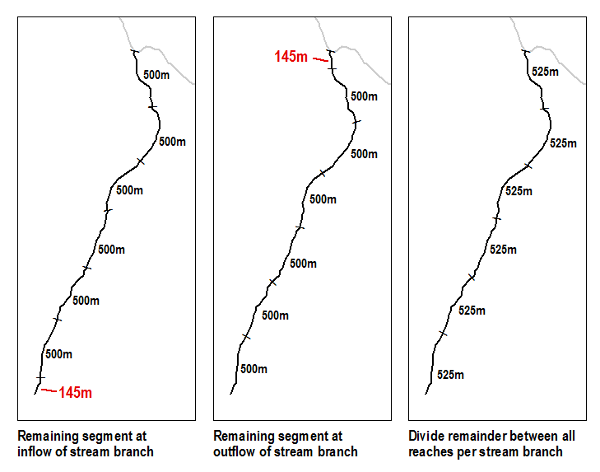 500m
500m
500m
500m
500m
500m
145m
Remaining segment at
inflow of stream branch
145m
500m
500m
500m
500m
500m
500m
Remaining segment at
outflow of stream branch
525m
525m
525m
525m
525m
525m
Divide remainder between all
reaches per stream branch